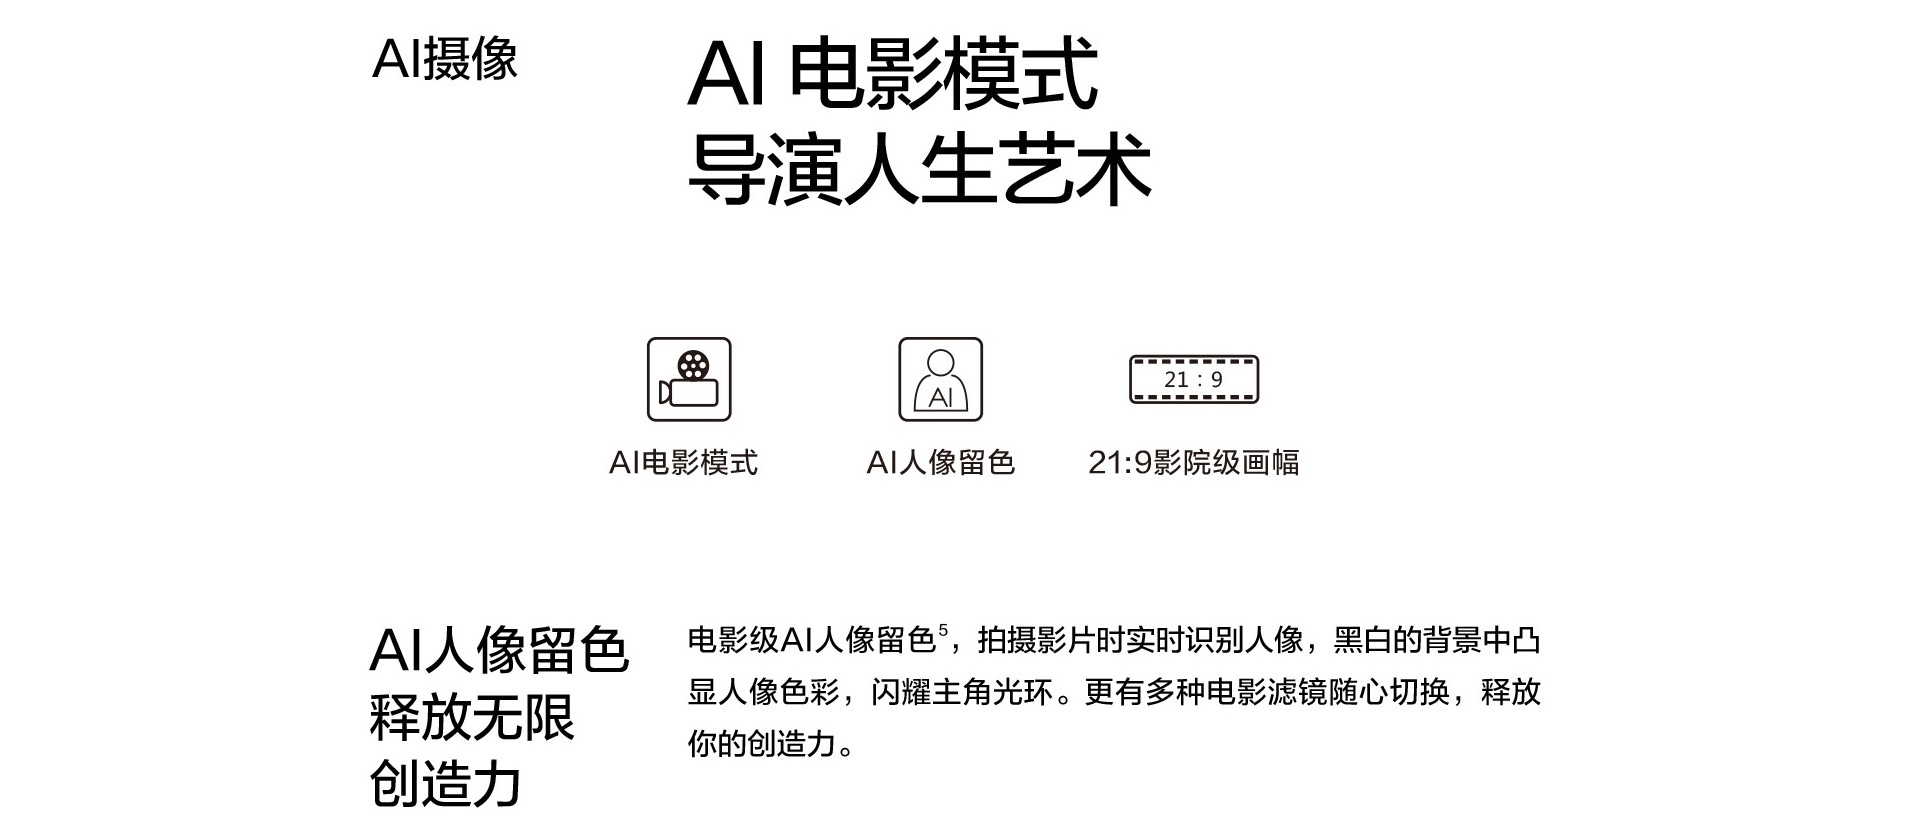 AI摄像
AI 电影模式
导演人生艺术
21 : 9
AI
AI电影模式
AI人像留色
21:9影院级画幅
AI人像留色
释放无限
创造力
电影级AI人像留色5，拍摄影片时实时识别人像，黑白的背景中凸
显人像色彩，闪耀主角光环。更有多种电影滤镜随心切换，释放
你的创造力。